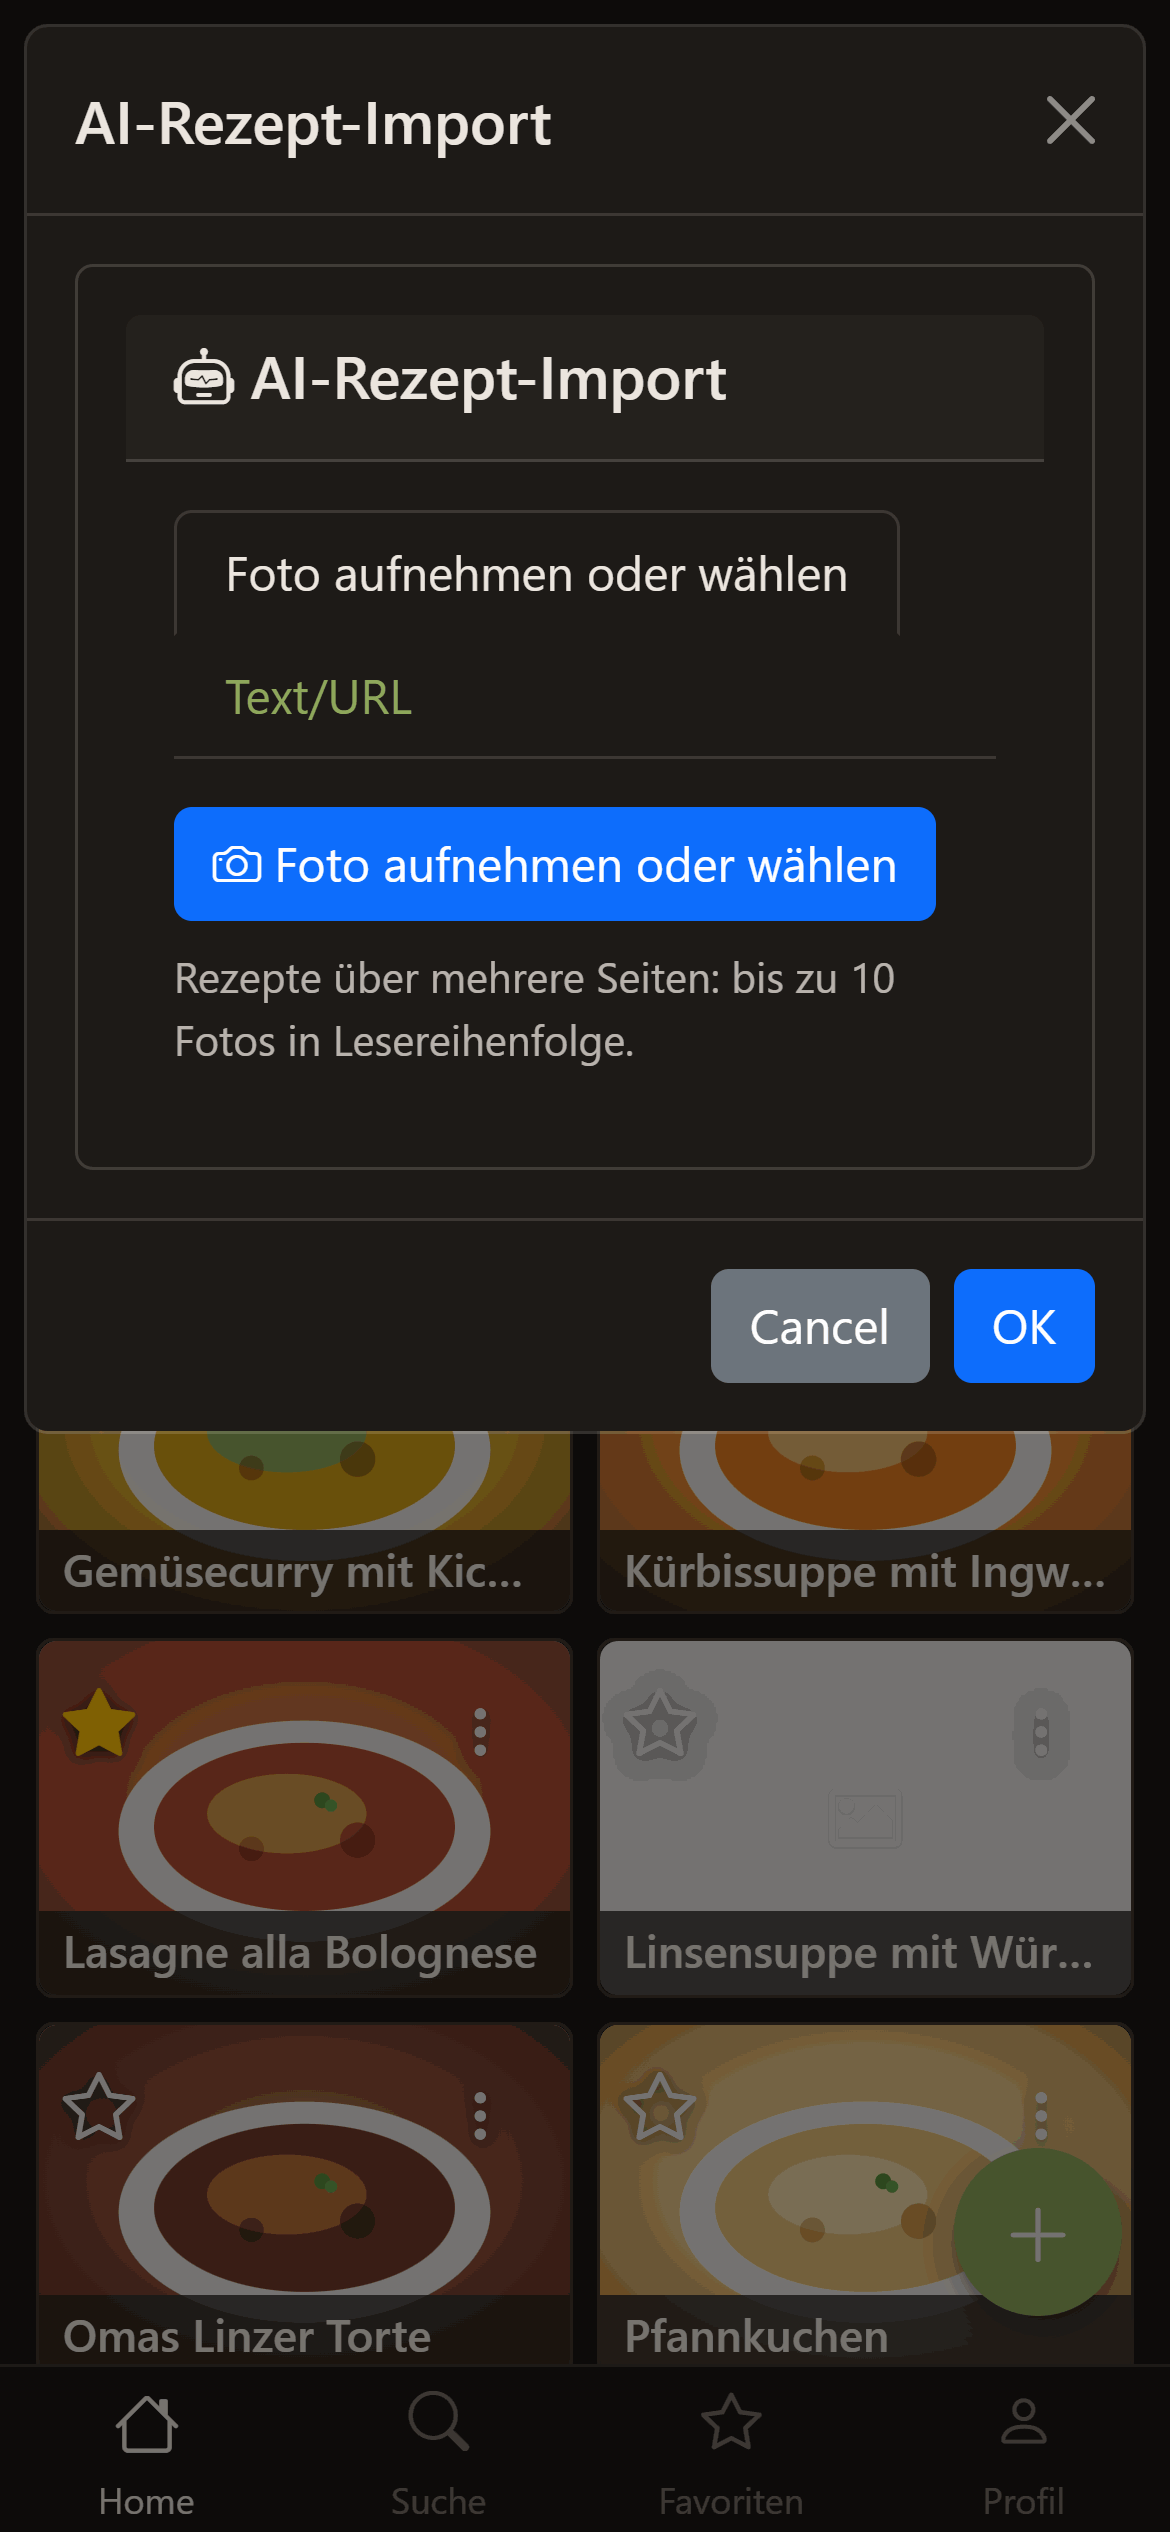 AI-Rezept-Import
AI-Rezept-Import
Foto aufnehmen oder wählen
Text/URL
Foto aufnehmen oder wählen
Rezepte über mehrere Seiten: bis zu 10
Fotos in Lesereihenfolge.
Cancel OK
Gemüsecurry mit Kic... Kürbissuppe mit Ingw...
Lasagne alla Bolognese Linsensuppe mit Wür...
Omas Linzer Torte Pfannkuchen
Home Suche Favoriten Profil